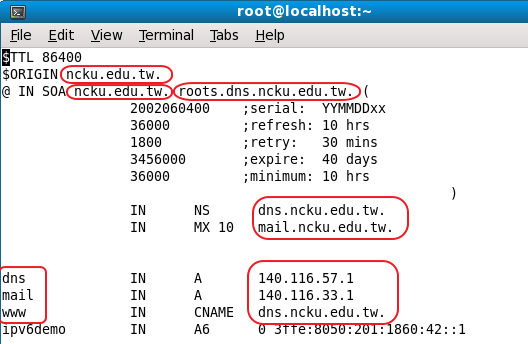 root@localhost:~
File Edit View Terminal Tabs Help
$TTL 86400
$ORIGIN ncku.edu.tw.
@ IN SOA ncku.edu.tw. roots.dns.ncku.edu.tw. (
2002060400 ;serial: YYMMDDxx
36000 ;refresh: 10 hrs
1800 ;retry: 30 mins
3456000 ;expire: 40 days
36000 ;minimum: 10 hrs
)
IN NS dns.ncku.edu.tw.
IN MX 10 mail.ncku.edu.tw.
dns IN A 140.116.57.1
mail IN A 140.116.33.1
www IN CNAME dns.ncku.edu.tw.
ipv6demo IN A6 0 3ffe:8050:201:1860:42::1